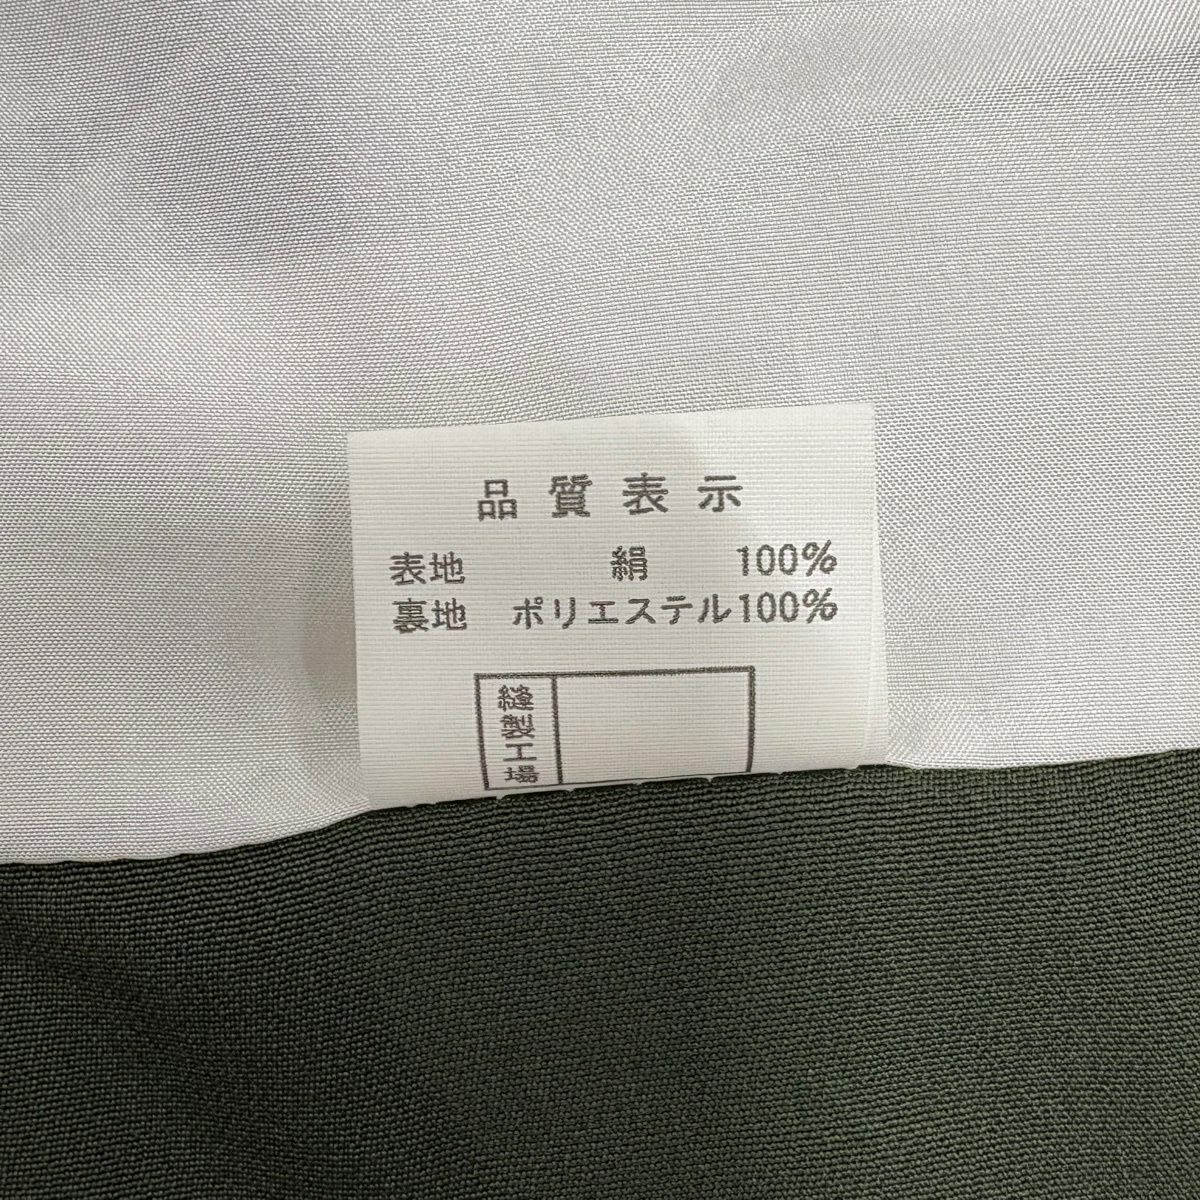 品質表示
表地 絹 100%
裏地 ポリエステル100%
縫製工場